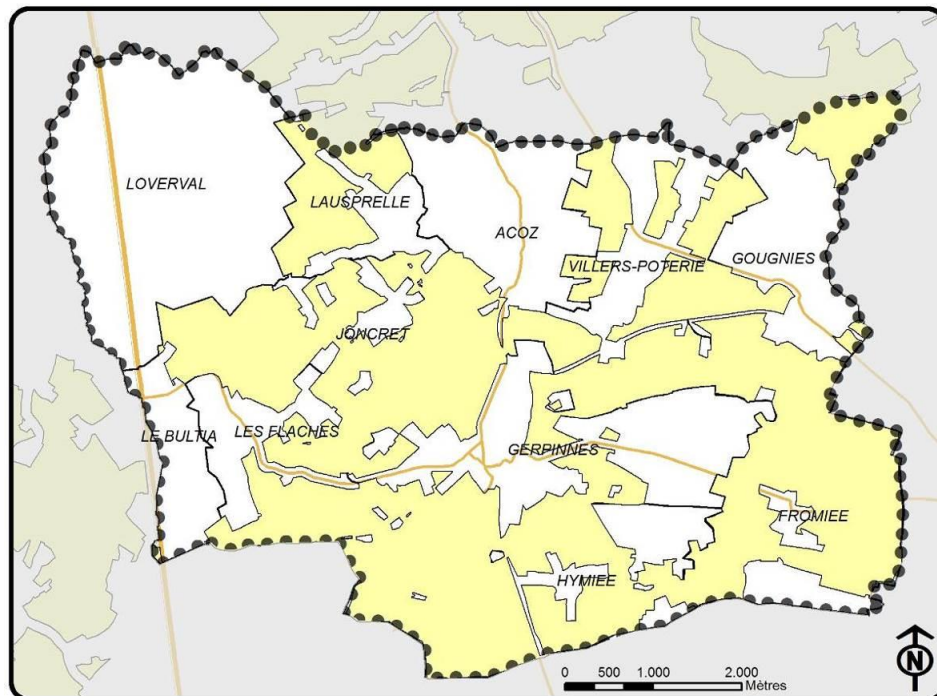 LOVERVAL
LAUSPRELLE
ACOZ
GOUGNIES
VILLERS-POTERIE
JONCRET
LE BULTIA
LES FLACHES
GERPINNES
FROMIEE
HYMIEE
0 500 1.000 2.000
Mètres
N